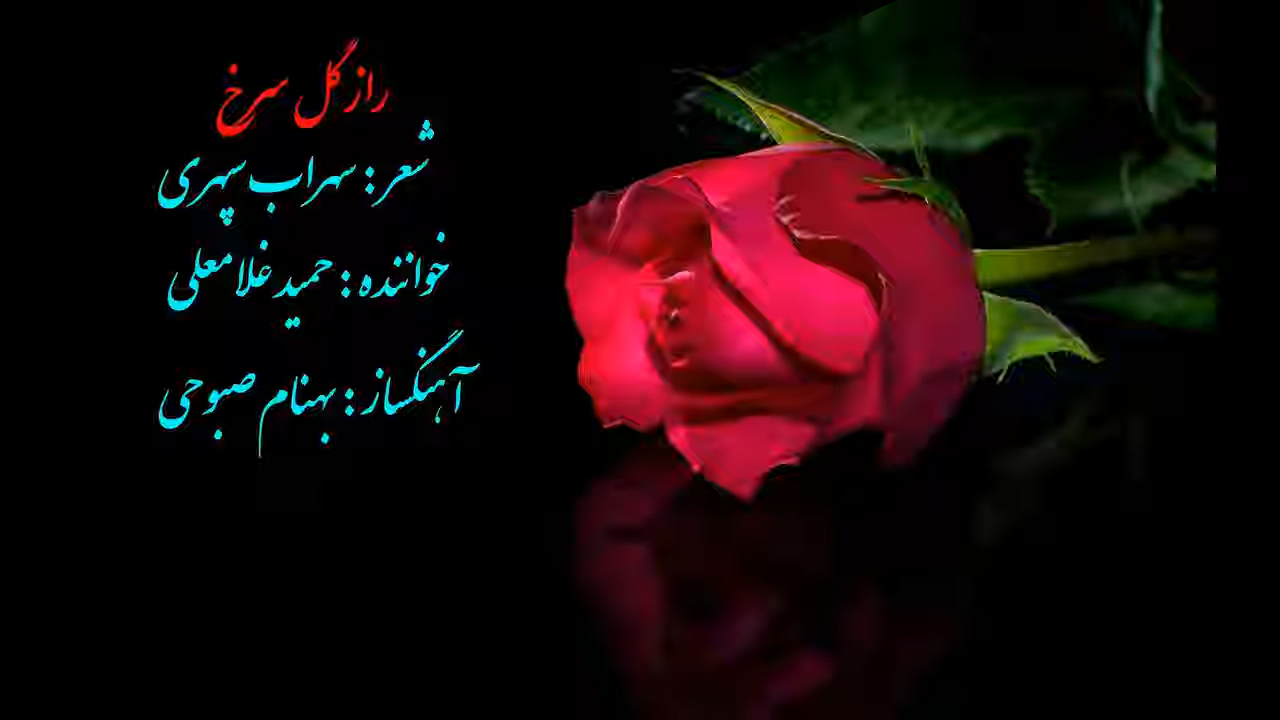 راز گل سرخ
شعر : سهراب سپهری
خواننده : حمید غلامعلی
آهنگساز : بهنام صبوحی